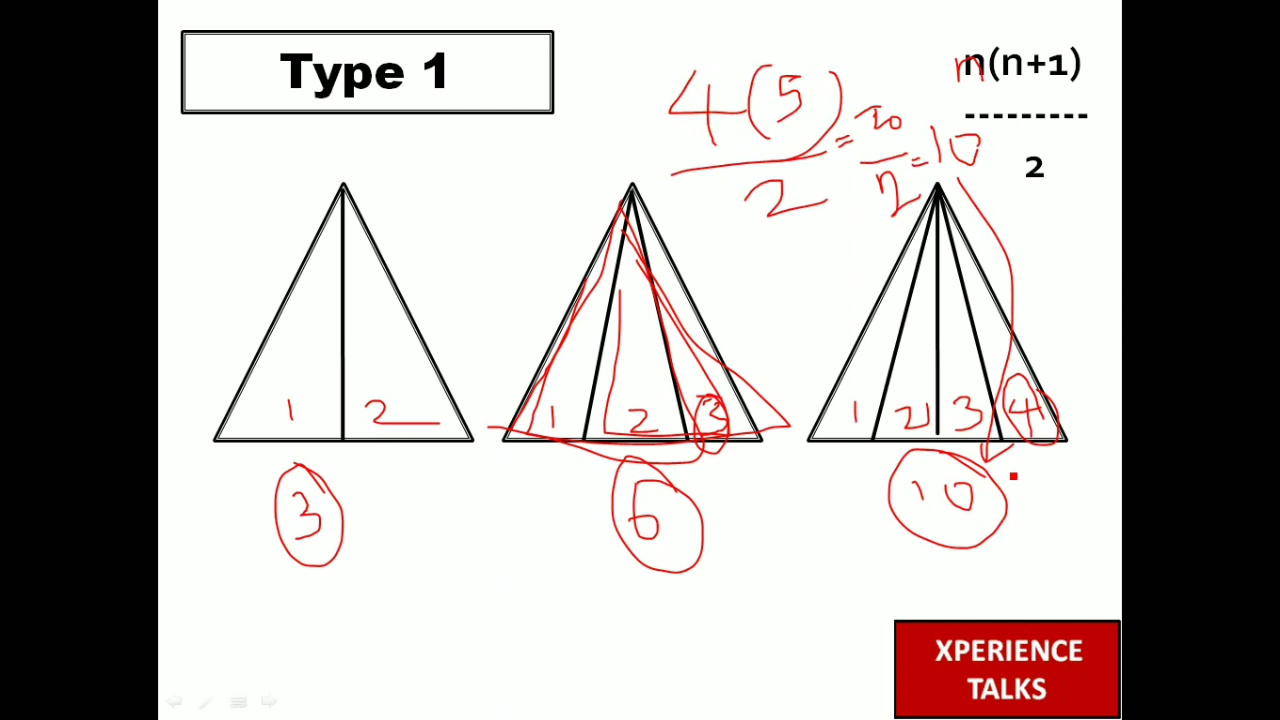 Type 1
n(n+1)
---------
2
4(5)
2
= 20
2
= 10
n
1 2
1 2 3
1 2 3 4
3
6
10
XPERIENCE
TALKS